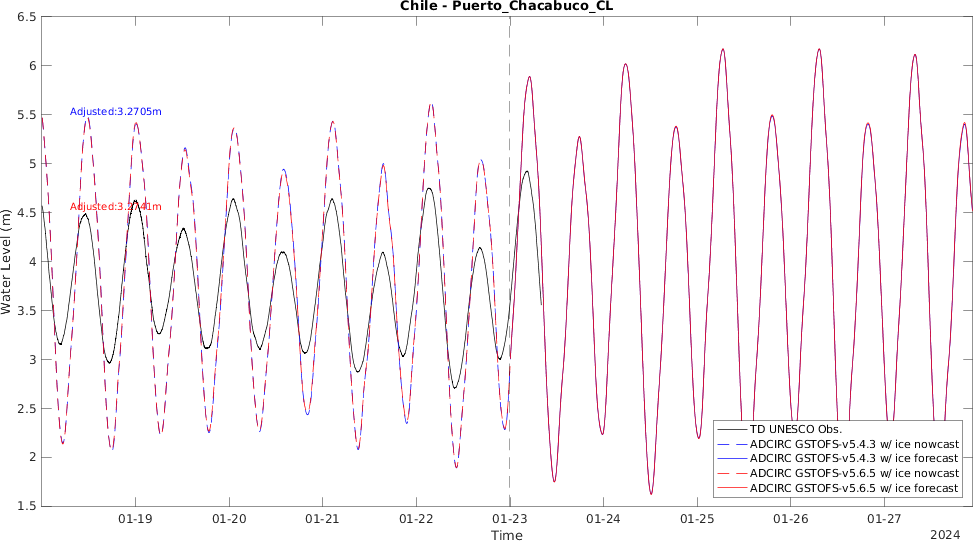 Chile - Puerto_Chacabuco_CL
6.5
6
5.5
5
4.5
4
3.5
3
2.5
2
1.5
Water Level (m)
Adjusted:3.2705m
Adjusted:3.2741m
TD UNESCO Obs.
ADCIRC GSTOFS-v5.4.3 w/ ice nowcast
ADCIRC GSTOFS-v5.4.3 w/ ice forecast
ADCIRC GSTOFS-v5.6.5 w/ ice nowcast
ADCIRC GSTOFS-v5.6.5 w/ ice forecast
01-19 01-20 01-21 01-22 01-23 01-24 01-25 01-26 01-27
Time
2024